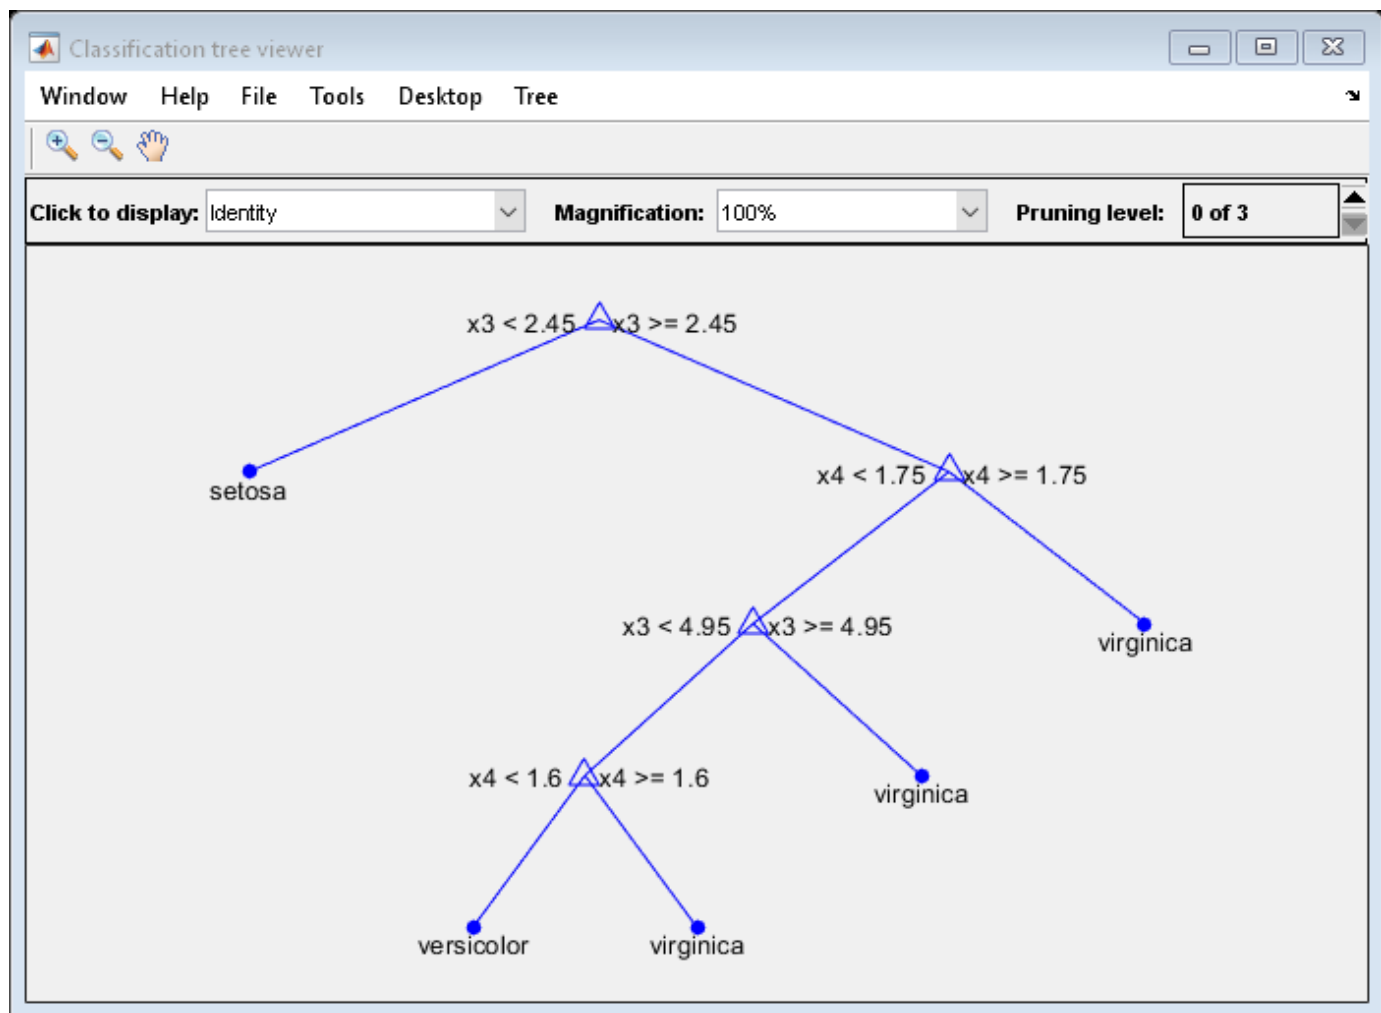 Classification tree viewer
Window Help File Tools Desktop Tree
Click to display: Identity Magnification: 100% Pruning level: 0 of 3
x3 < 2.45 x3 >= 2.45
setosa
x4 < 1.75 x4 >= 1.75
x3 < 4.95 x3 >= 4.95
virginica
x4 < 1.6 x4 >= 1.6
virginica
versicolor virginica